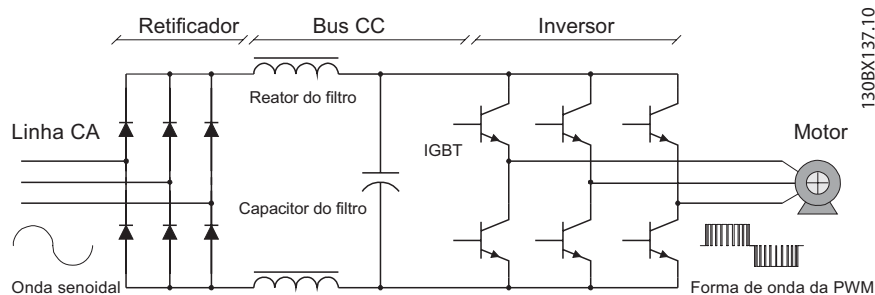 Retificador
Bus CC
Inversor
130BX137.10
Reator do filtro
Linha CA
Motor
IGBT
Capacitor do filtro
Onda senoidal
Forma de onda da PWM